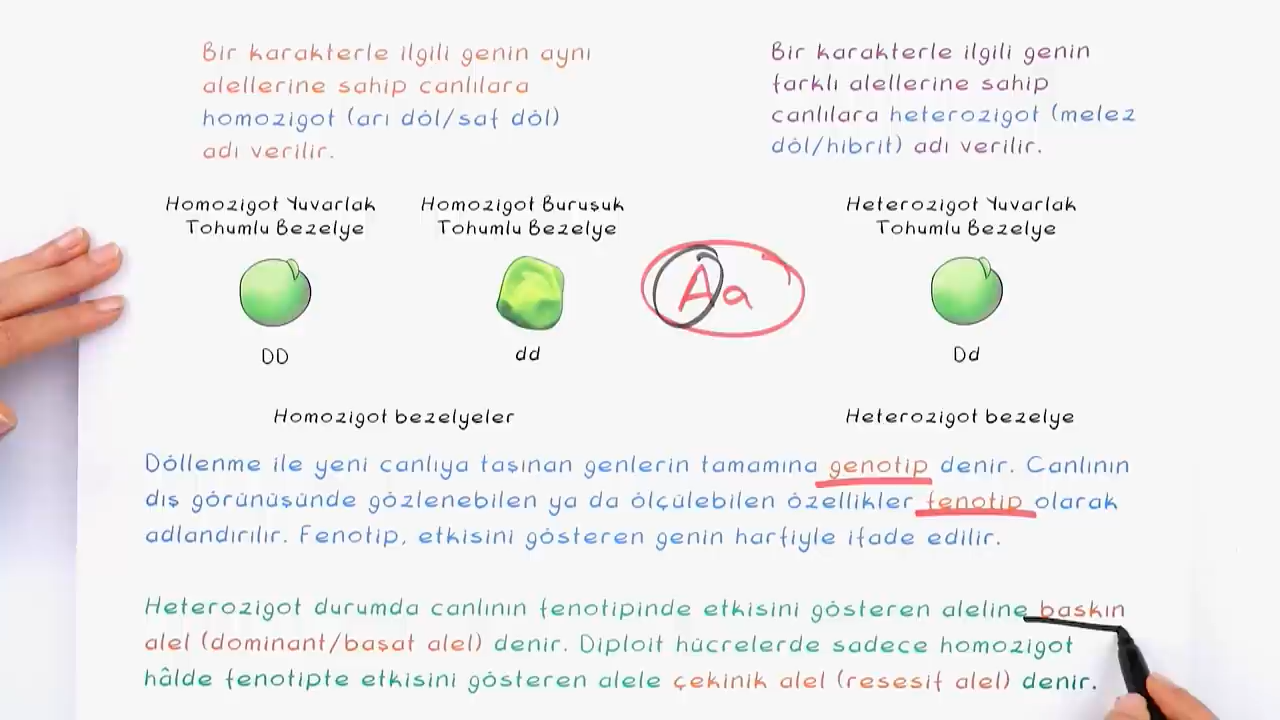 Bir karakterle ilgili genin aynı
alellerine sahip canlılara
homozigot (arı döl/saf döl)
adı verilir.
Bir karakterle ilgili genin
farklı alellerine sahip
canlılara heterozigot (melez
döl/hibrit) adı verilir.
Homozigot Yuvarlak
Tohumlu Bezelye
Homozigot Buruşuk
Tohumlu Bezelye
Heterozigot Yuvarlak
Tohumlu Bezelye
Aa
DD
dd
Dd
Homozigot bezelyeler
Heterozigot bezelye
Döllenme ile yeni canlıya taşınan genlerin tamamına genotip denir. Canlının
dış görünüşünde gözlenebilen ya da ölçülebilen özellikler fenotip olarak
adlandırılır. Fenotip, etkisini gösteren genin harfiyle ifade edilir.
Heterozigot durumda canlının fenotipinde etkisini gösteren aleline baskın
alel (dominant/başat alel) denir. Diploit hücrelerde sadece homozigot
hâlde fenotipte etkisini gösteren alele çekinik alel (resesif alel) denir.